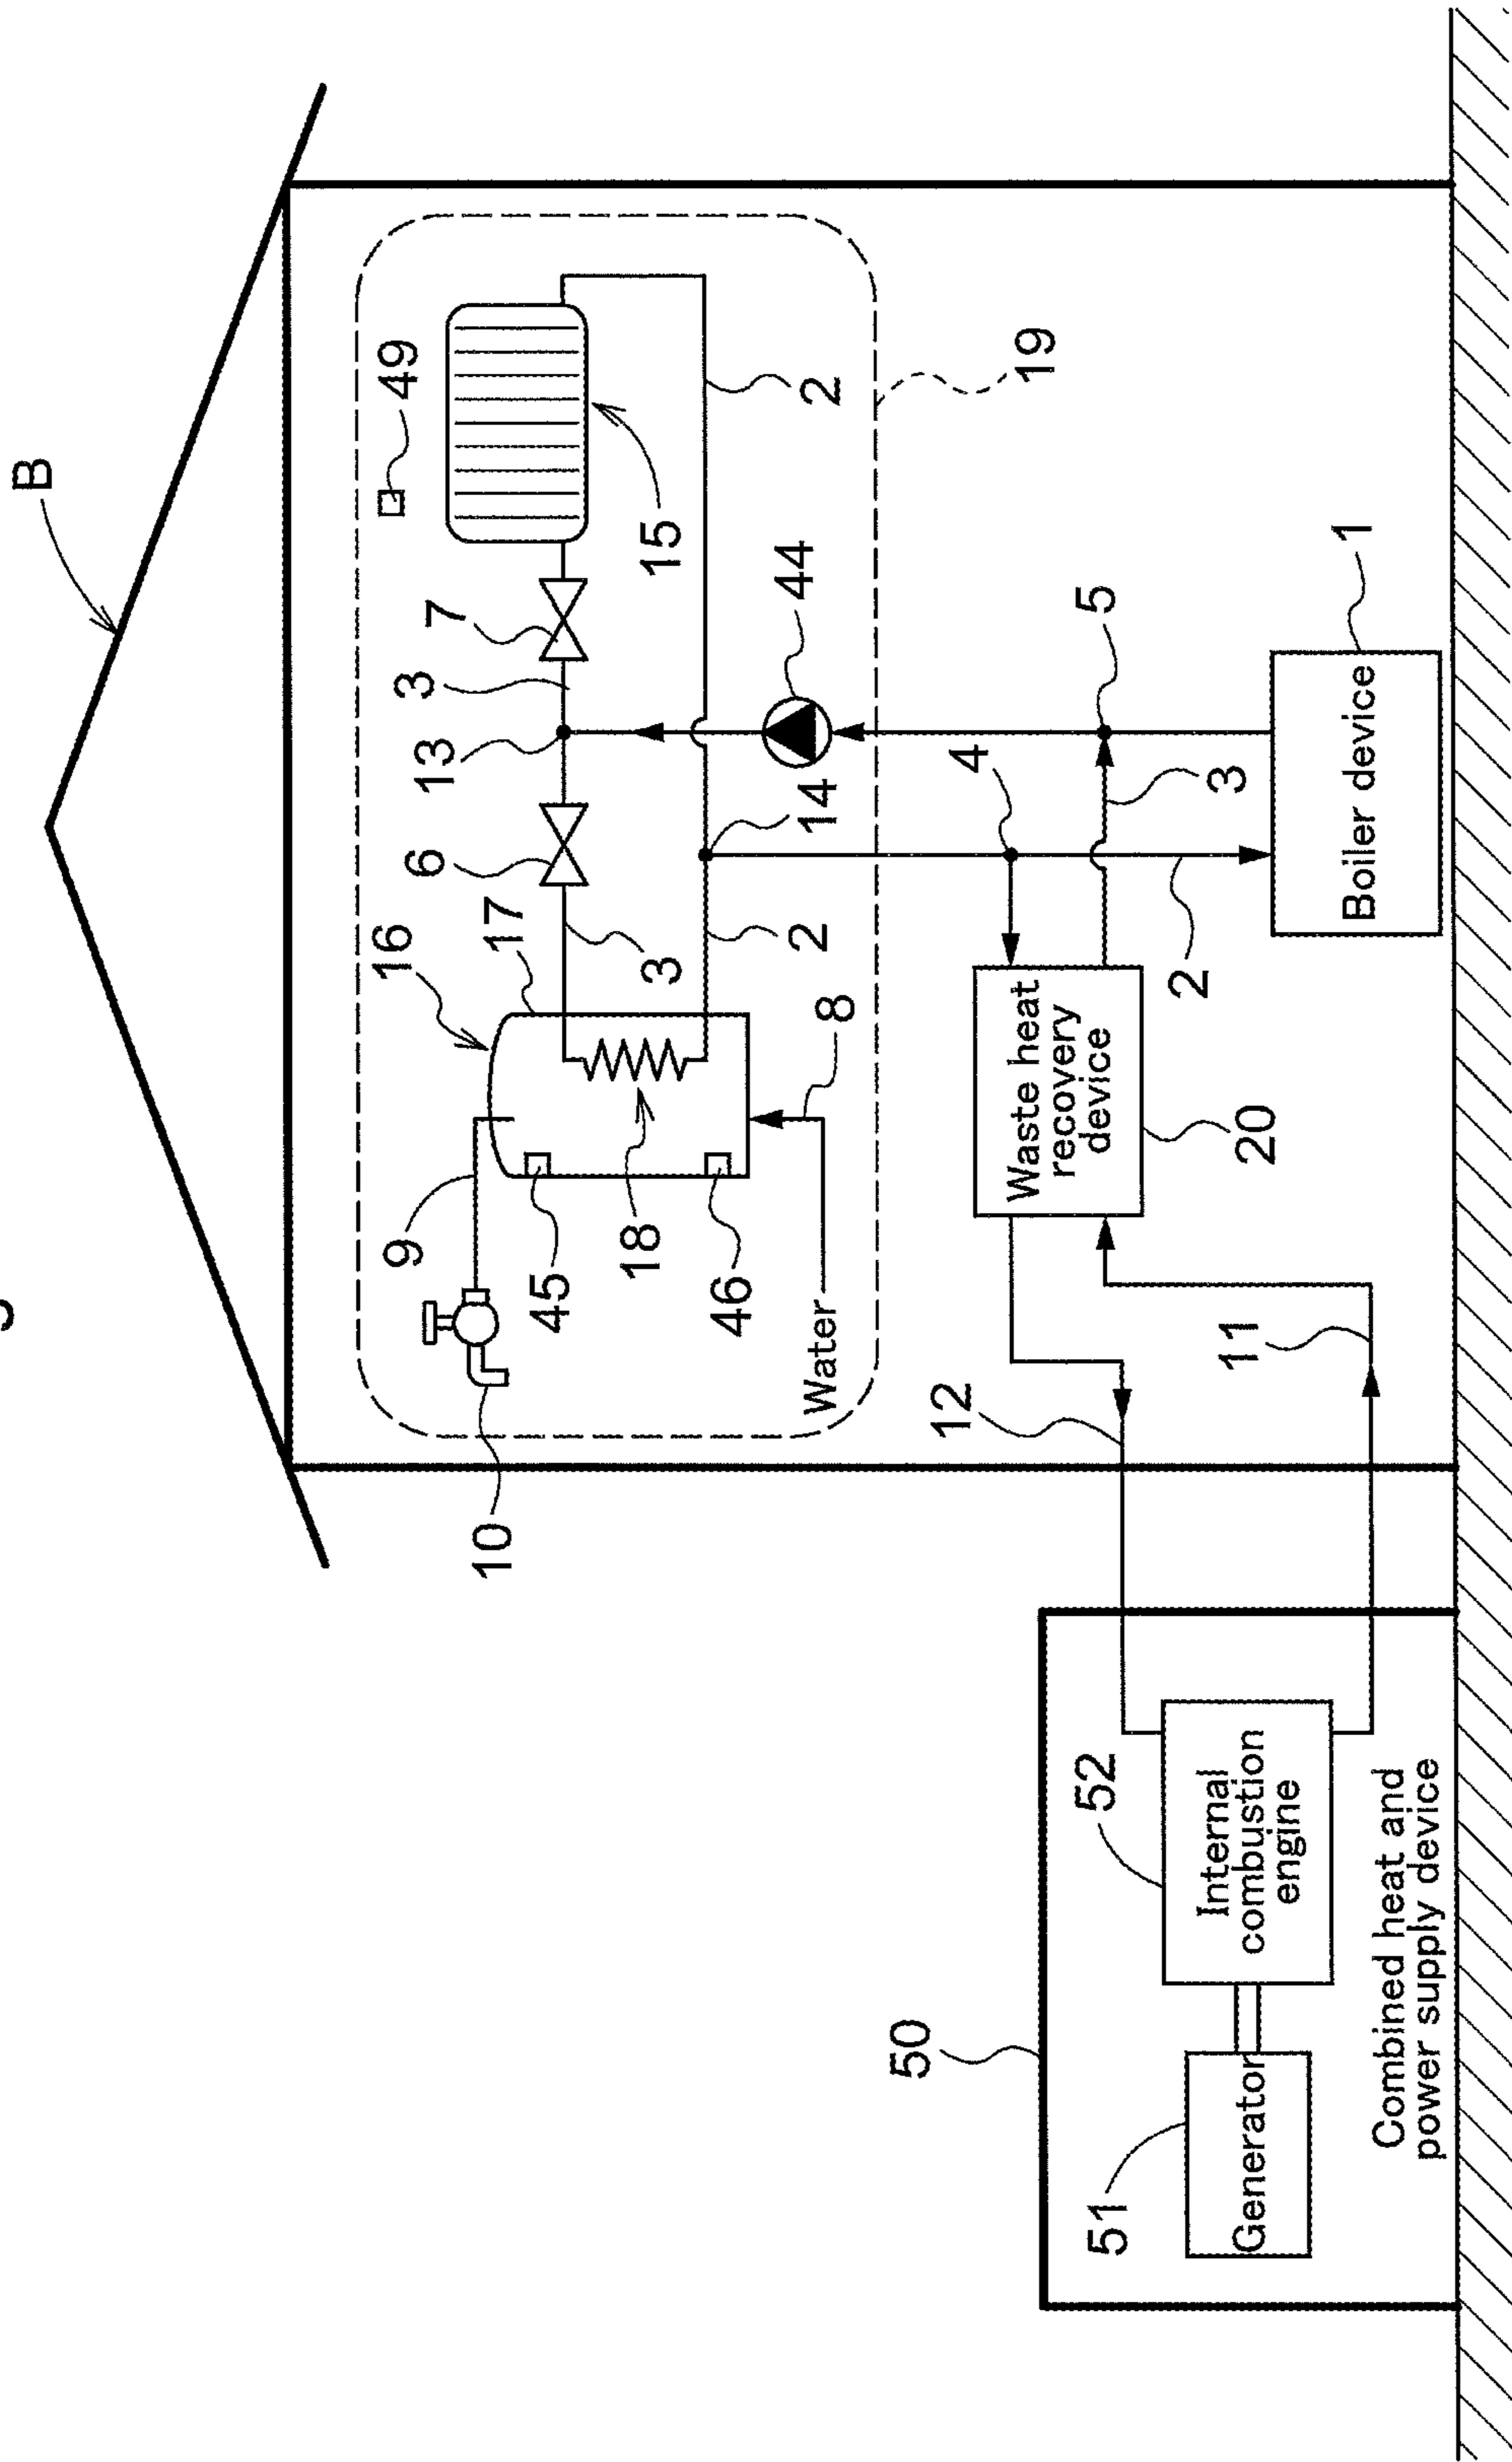 B
9
16
49
6
13
7
3
10
17
45
18
3
15
46
14
44
Water
8
2
2
50
12
4
19
Waste heat
recovery
device
51
52
5
2
3
Internal
combustion
engine
Generator
11
20
1
Boiler device
Combined heat and
power supply device